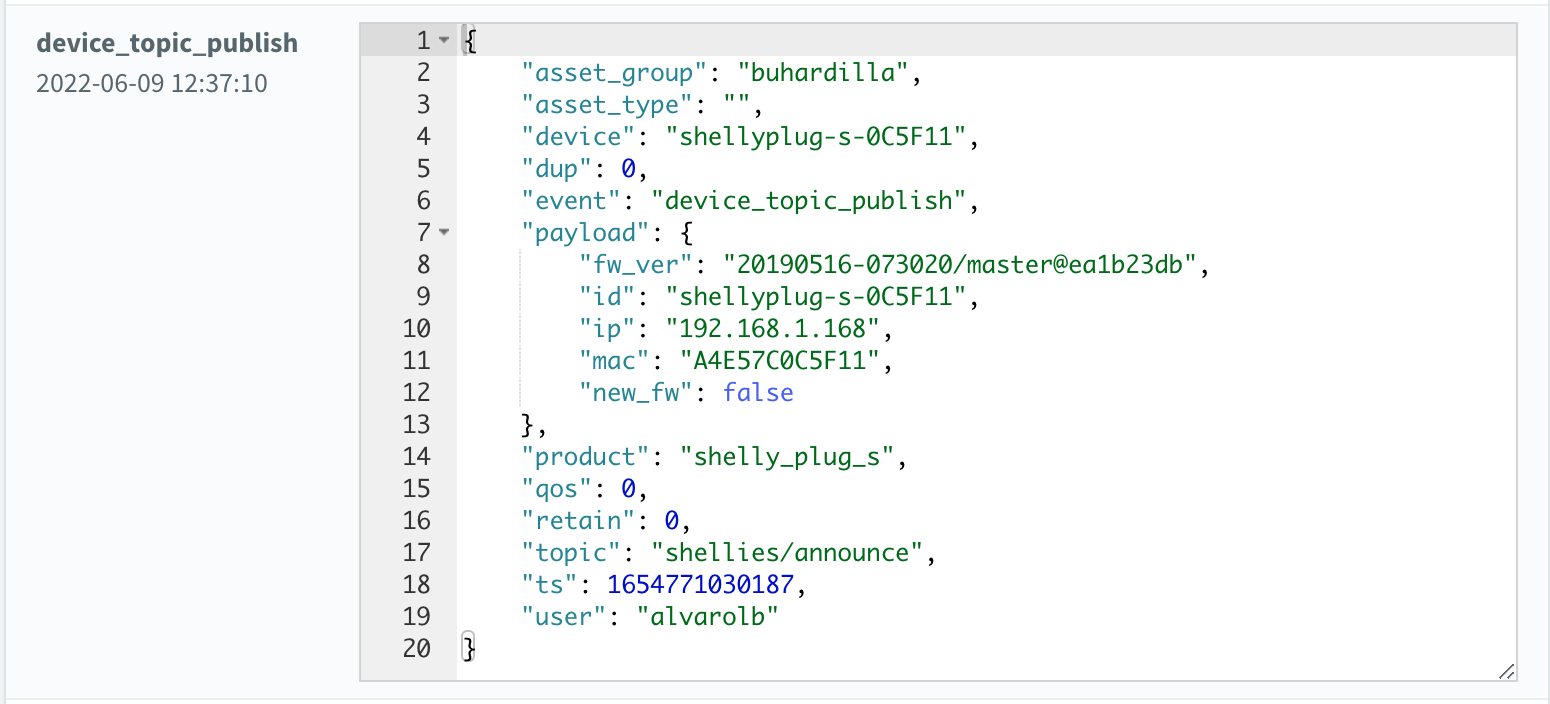 device_topic_publish
2022-06-09 12:37:10
1 {
2     "asset_group": "buhardilla",
3     "asset_type": "",
4     "device": "shellyplug-s-0C5F11",
5     "dup": 0,
6     "event": "device_topic_publish",
7     "payload": {
8         "fw_ver": "20190516-073020/master@ea1b23db",
9         "id": "shellyplug-s-0C5F11",
10         "ip": "192.168.1.168",
11         "mac": "A4E57C0C5F11",
12         "new_fw": false
13     },
14     "product": "shelly_plug_s",
15     "qos": 0,
16     "retain": 0,
17     "topic": "shellies/announce",
18     "ts": 1654771030187,
19     "user": "alvarolb"
20 }